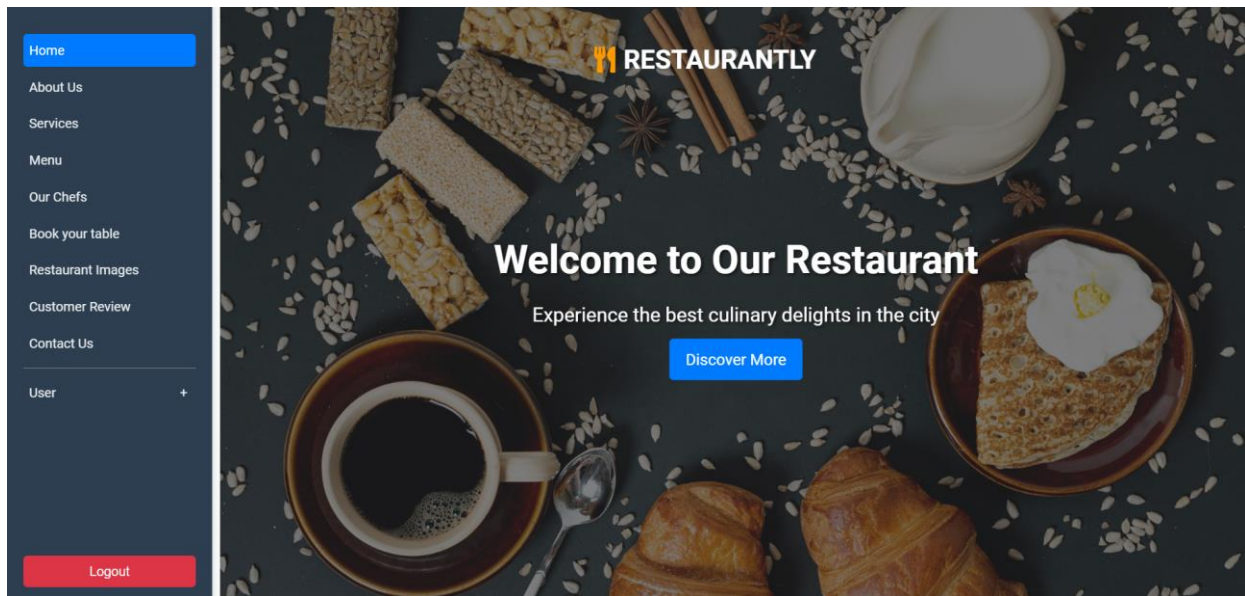 Home
About Us
Services
Menu
Our Chefs
Book your table
Restaurant Images
Customer Review
Contact Us
User +
Logout
RESTAURANTLY
Welcome to Our Restaurant
Experience the best culinary delights in the city
Discover More